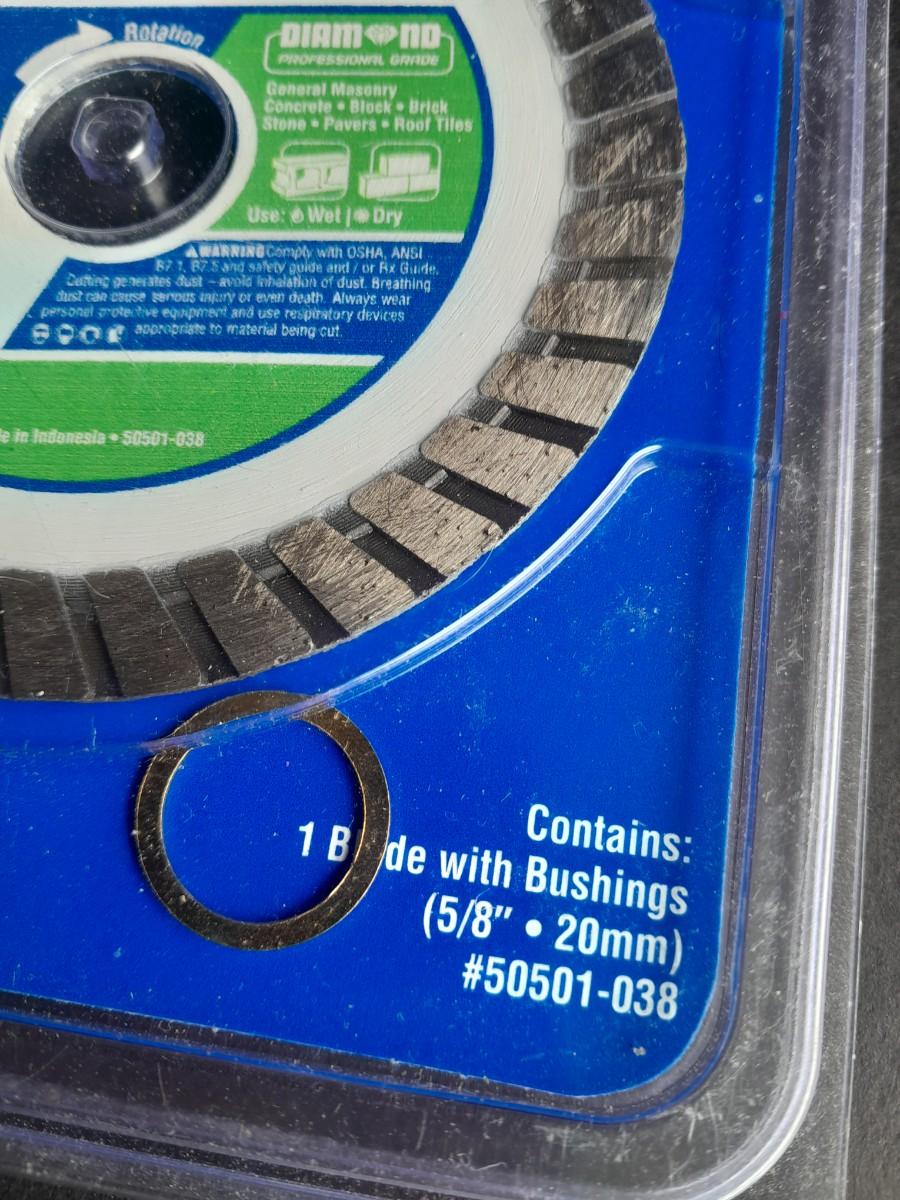 Rotation
DIAMOND
PROFESSIONAL GRADE
General Masonry
Concrete • Block • Brick
Stone • Pavers • Roof Tiles
Use: Wet | Dry
WARNING Comply with OSHA, ANSI
B7.1, B7.5 and safety guide and / or Rx Guide.
Cutting generates dust – avoid inhalation of dust. Breathing
dust can cause serious injury or even death. Always wear
personal protective equipment and use respiratory devices
appropriate to material being cut.
in Indonesia • 50501-038
Contains:
1 B de with Bushings
(5/8" • 20mm)
#50501-038